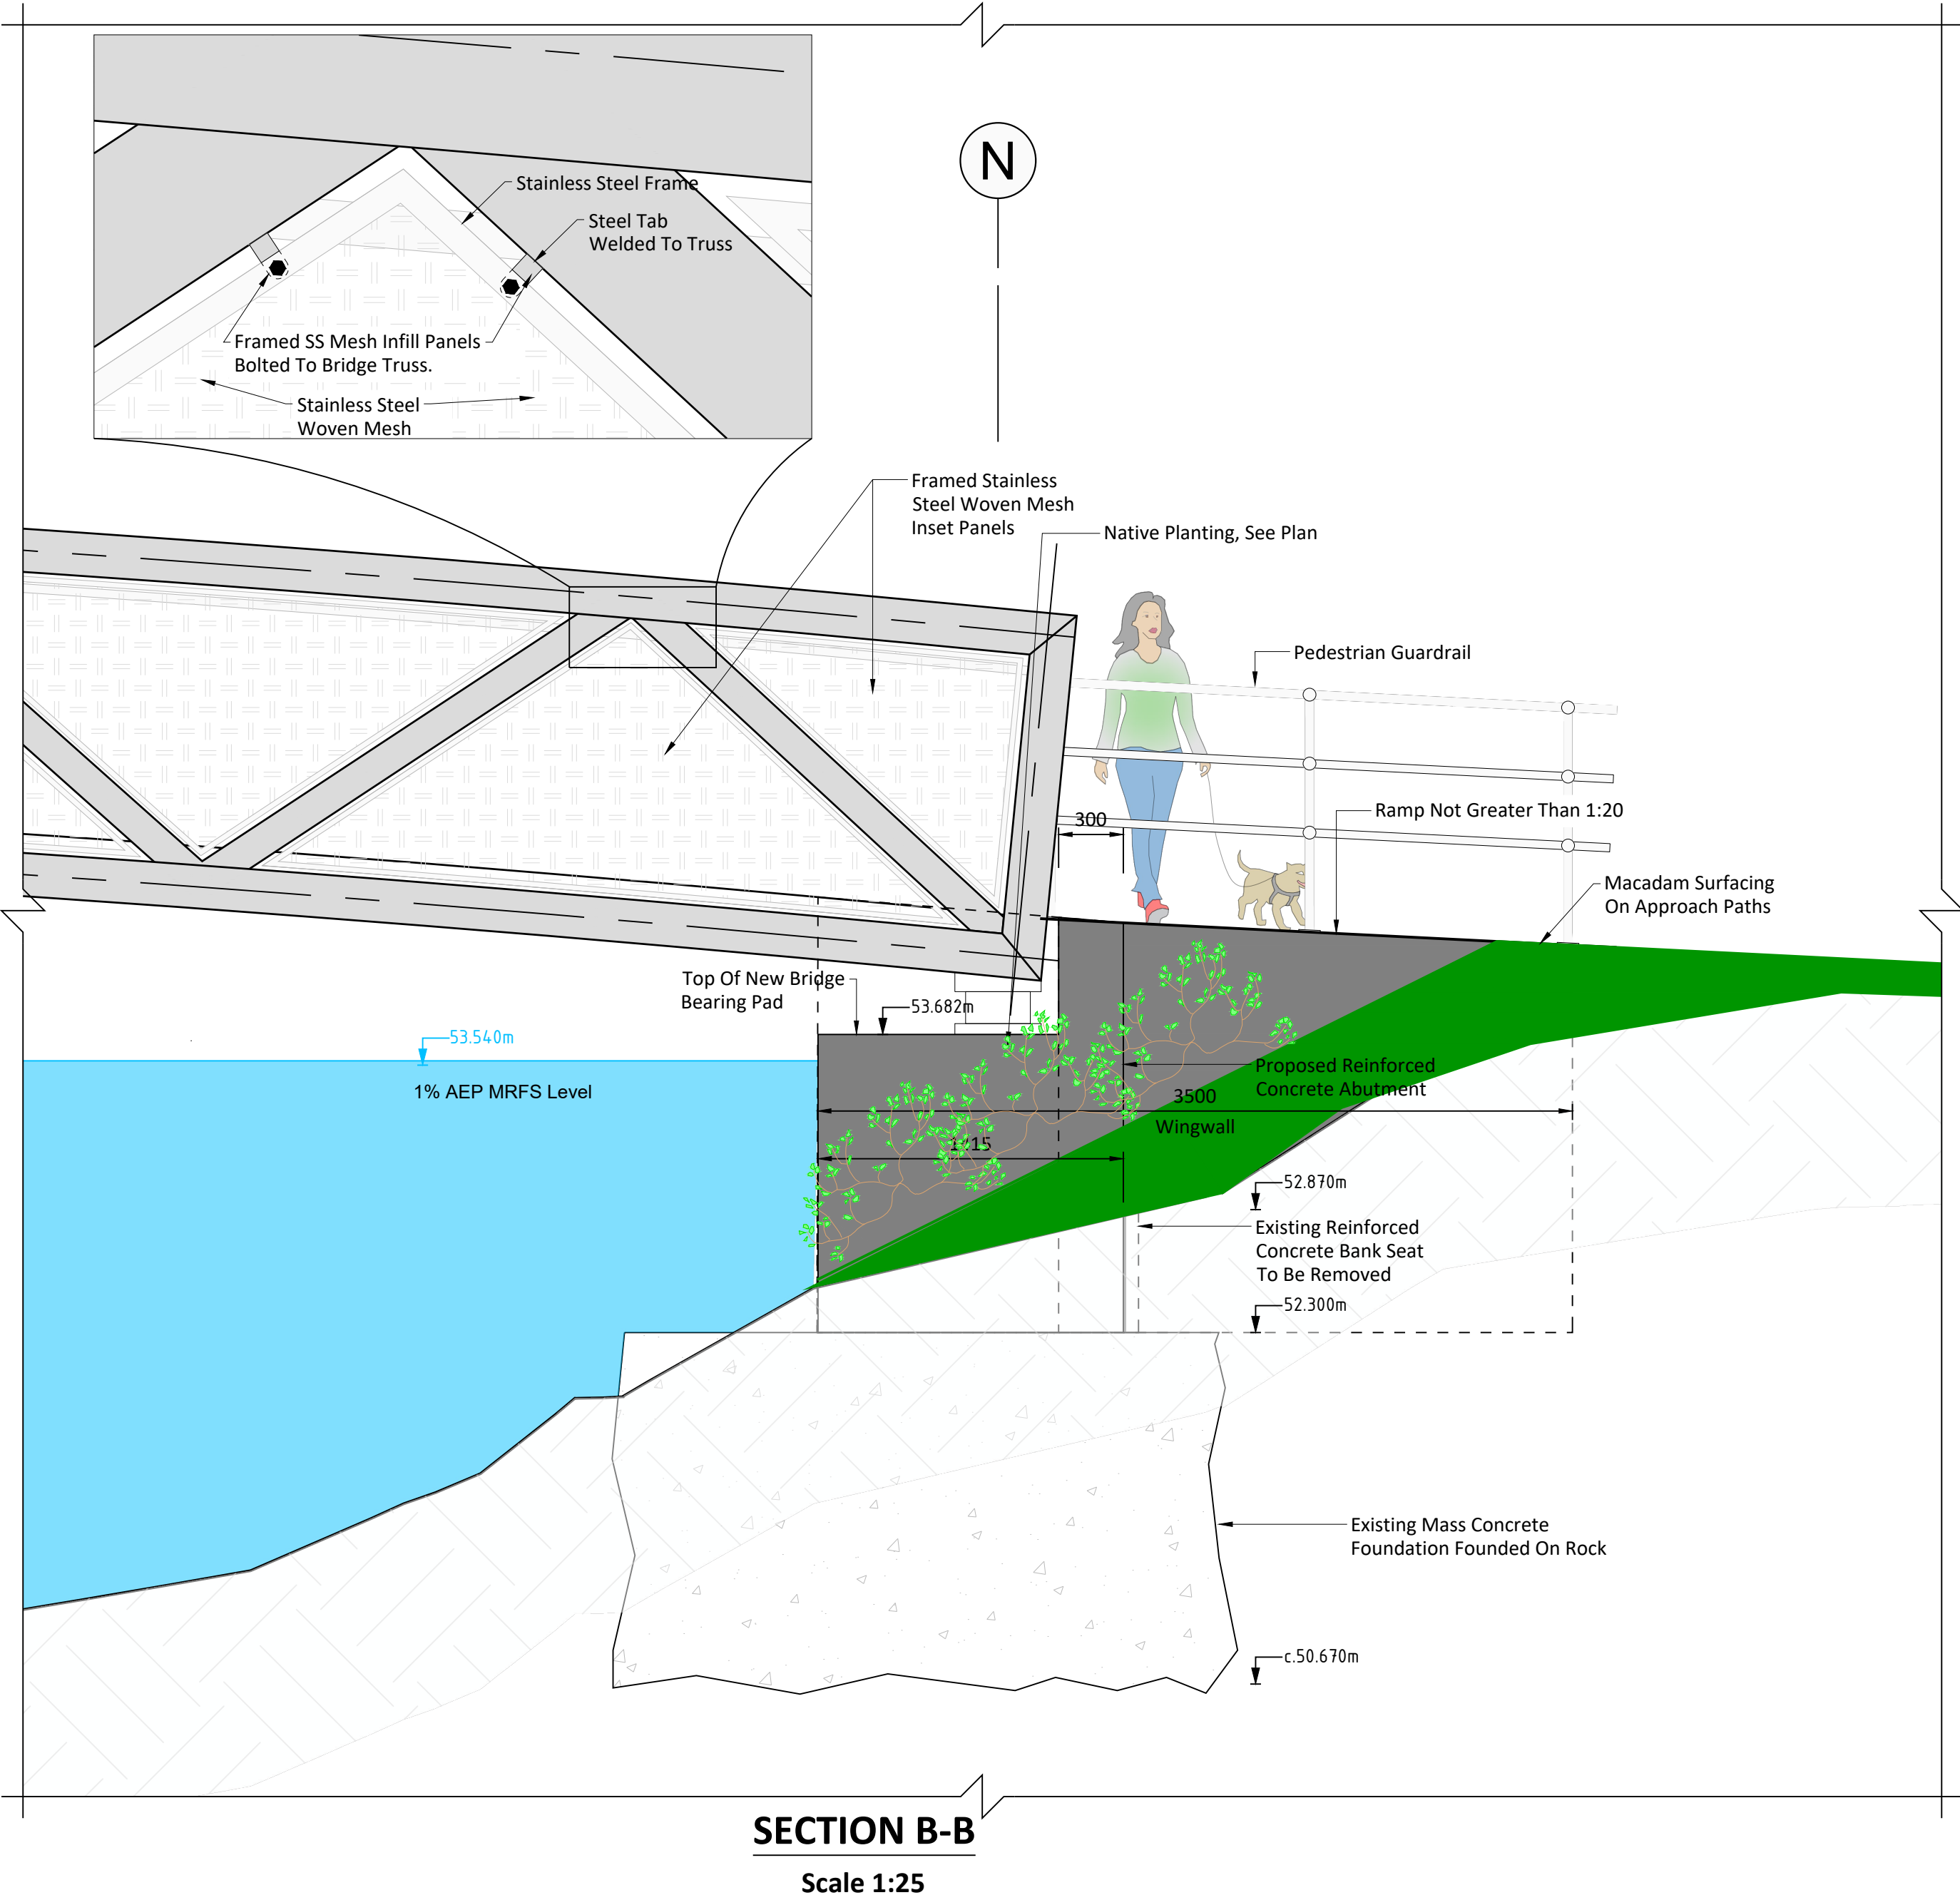 N
Stainless Steel Frame
Steel Tab
Welded To Truss
Framed SS Mesh Infill Panels
Bolted To Bridge Truss.
Stainless Steel
Woven Mesh
Framed Stainless
Steel Woven Mesh
Inset Panels
Native Planting, See Plan
Pedestrian Guardrail
300
Ramp Not Greater Than 1:20
Macadam Surfacing
On Approach Paths
Top Of New Bridge
Bearing Pad
53.682m
53.540m
1% AEP MRFS Level
Proposed Reinforced
Concrete Abutment
3500
Wingwall
52.870m
Existing Reinforced
Concrete Bank Seat
To Be Removed
52.300m
Existing Mass Concrete
Foundation Founded On Rock
c.50.670m
SECTION B-B
Scale 1:25